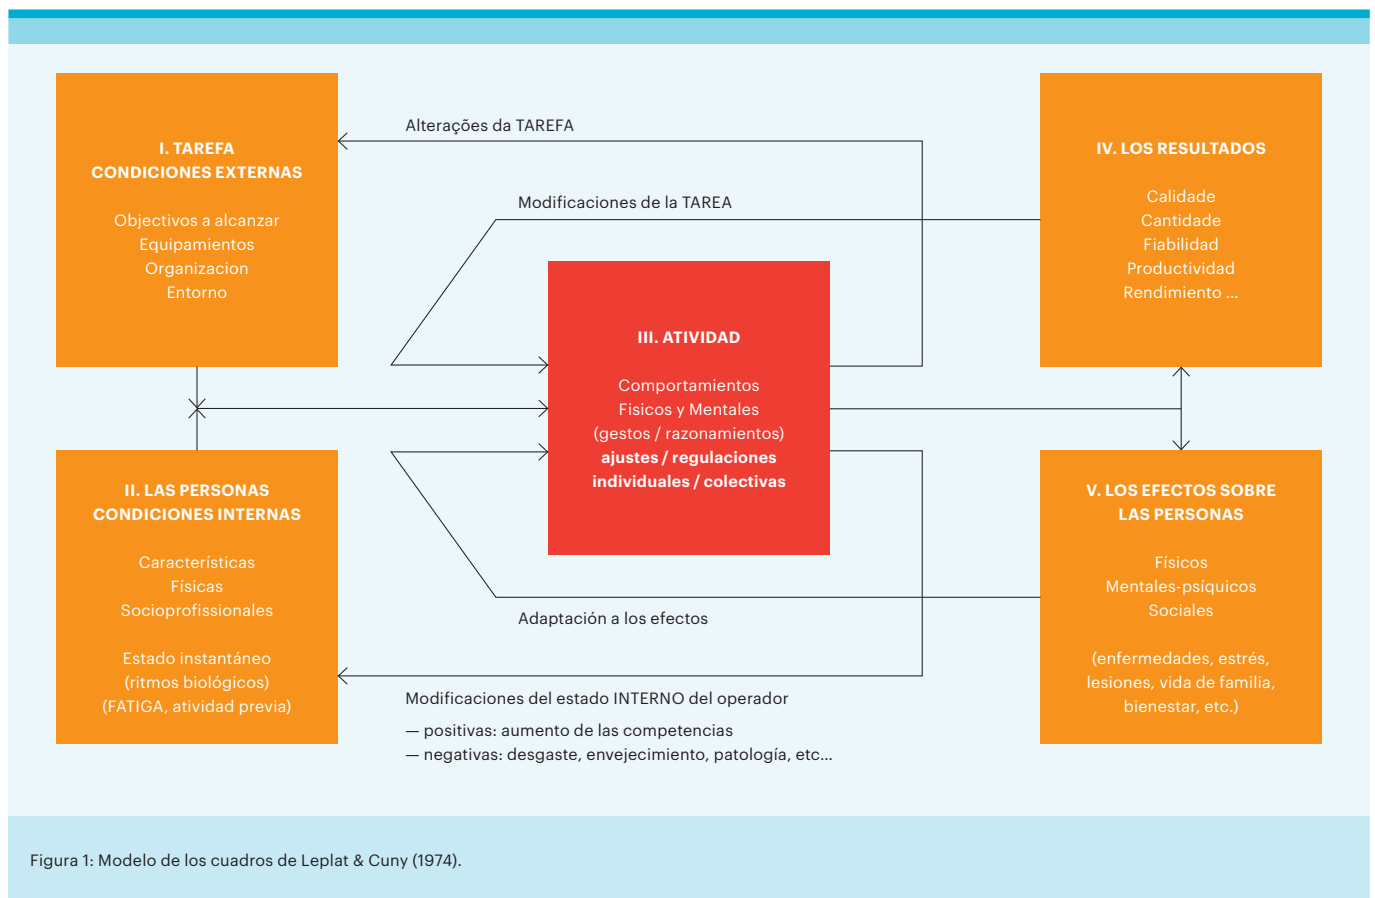 I. TAREFA
CONDICIONES EXTERNAS
Objectivos a alcanzar
Equipamientos
Organizacion
Entorno
Alterações da TAREFA
Modificaciones de la TAREA
IV. LOS RESULTADOS
Calidade
Cantidade
Fiabilidad
Productividad
Rendimiento ...
III. ATIVIDAD
Comportamientos
Fisicos y Mentales
(gestos / razonamientos)
ajustes / regulaciones
individuales / colectivas
II. LAS PERSONAS
CONDICIONES INTERNAS
Características
Físicas
Socioprofissionales
Estado instantáneo
(ritmos biológicos)
(FATIGA, atividad previa)
V. LOS EFECTOS SOBRE
LAS PERSONAS
Físicos
Mentales-psíquicos
Sociales
(enfermedades, estrés,
lesiones, vida de familia,
bienestar, etc.)
Adaptación a los efectos
Modificaciones del estado INTERNO del operador
— positivas: aumento de las competencias
— negativas: desgaste, envejecimiento, patología, etc...
Figura 1: Modelo de los cuadros de Leplat & Cuny (1974).